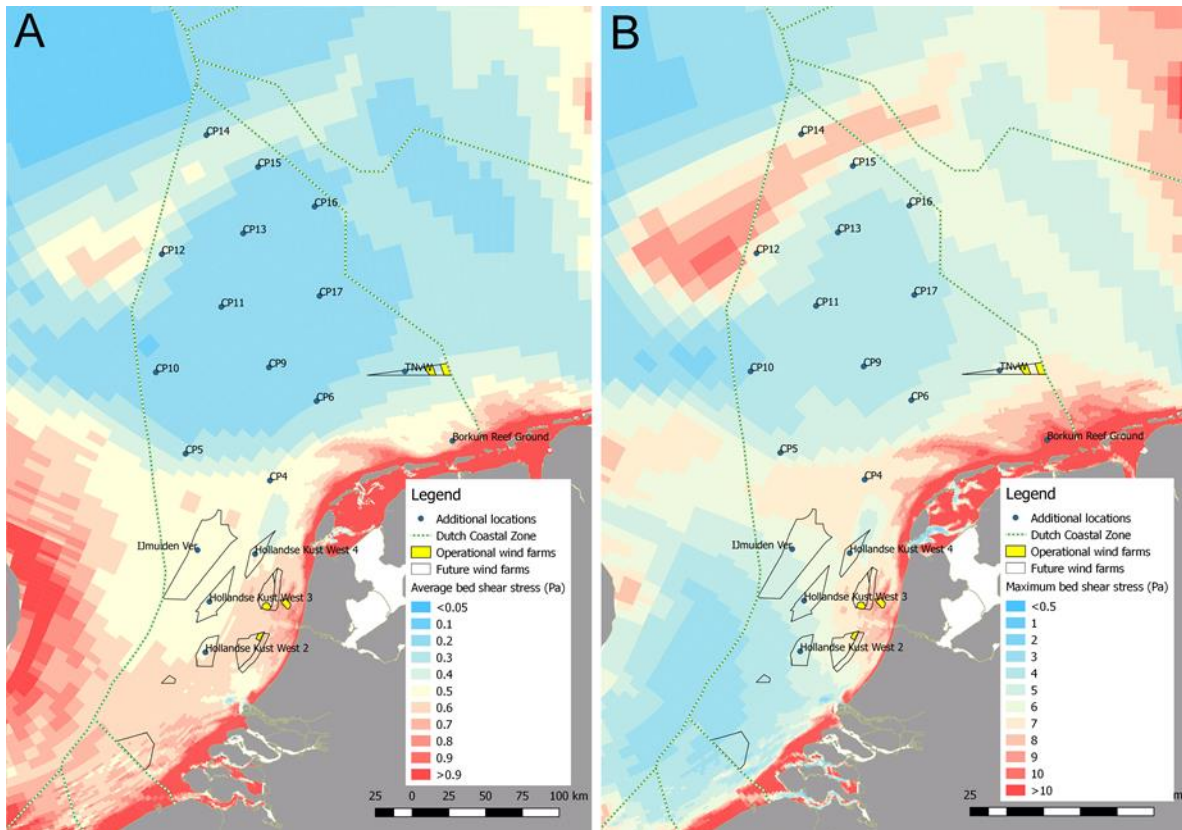 A
CP14
CP15
CP16
CP13
CP12
CP17
CP11
CP9
CP10
TNvW
CP6
Borkum Reef Ground
CP5
CP4
IJmuiden Ver
Hollandse Kust West 4
Hollandse Kust West 3
Hollandse Kust West 2
Legend
Additional locations
Dutch Coastal Zone
Operational wind farms
Future wind farms
Average bed shear stress (Pa)
<0.05
0.1
0.2
0.3
0.4
0.5
0.6
0.7
0.8
0.9
>0.9
25 0 25 50 75 100 km
B
CP14
CP15
CP16
CP13
CP12
CP17
CP11
CP9
CP10
TNvW
CP6
Borkum Reef Ground
CP5
CP4
IJmuiden Ver
Hollandse Kust West 4
Hollandse Kust West 3
Hollandse Kust West 2
Legend
Additional locations
Dutch Coastal Zone
Operational wind farms
Future wind farms
Maximum bed shear stress (Pa)
<0.5
1
2
3
4
5
6
7
8
9
10
>10
25